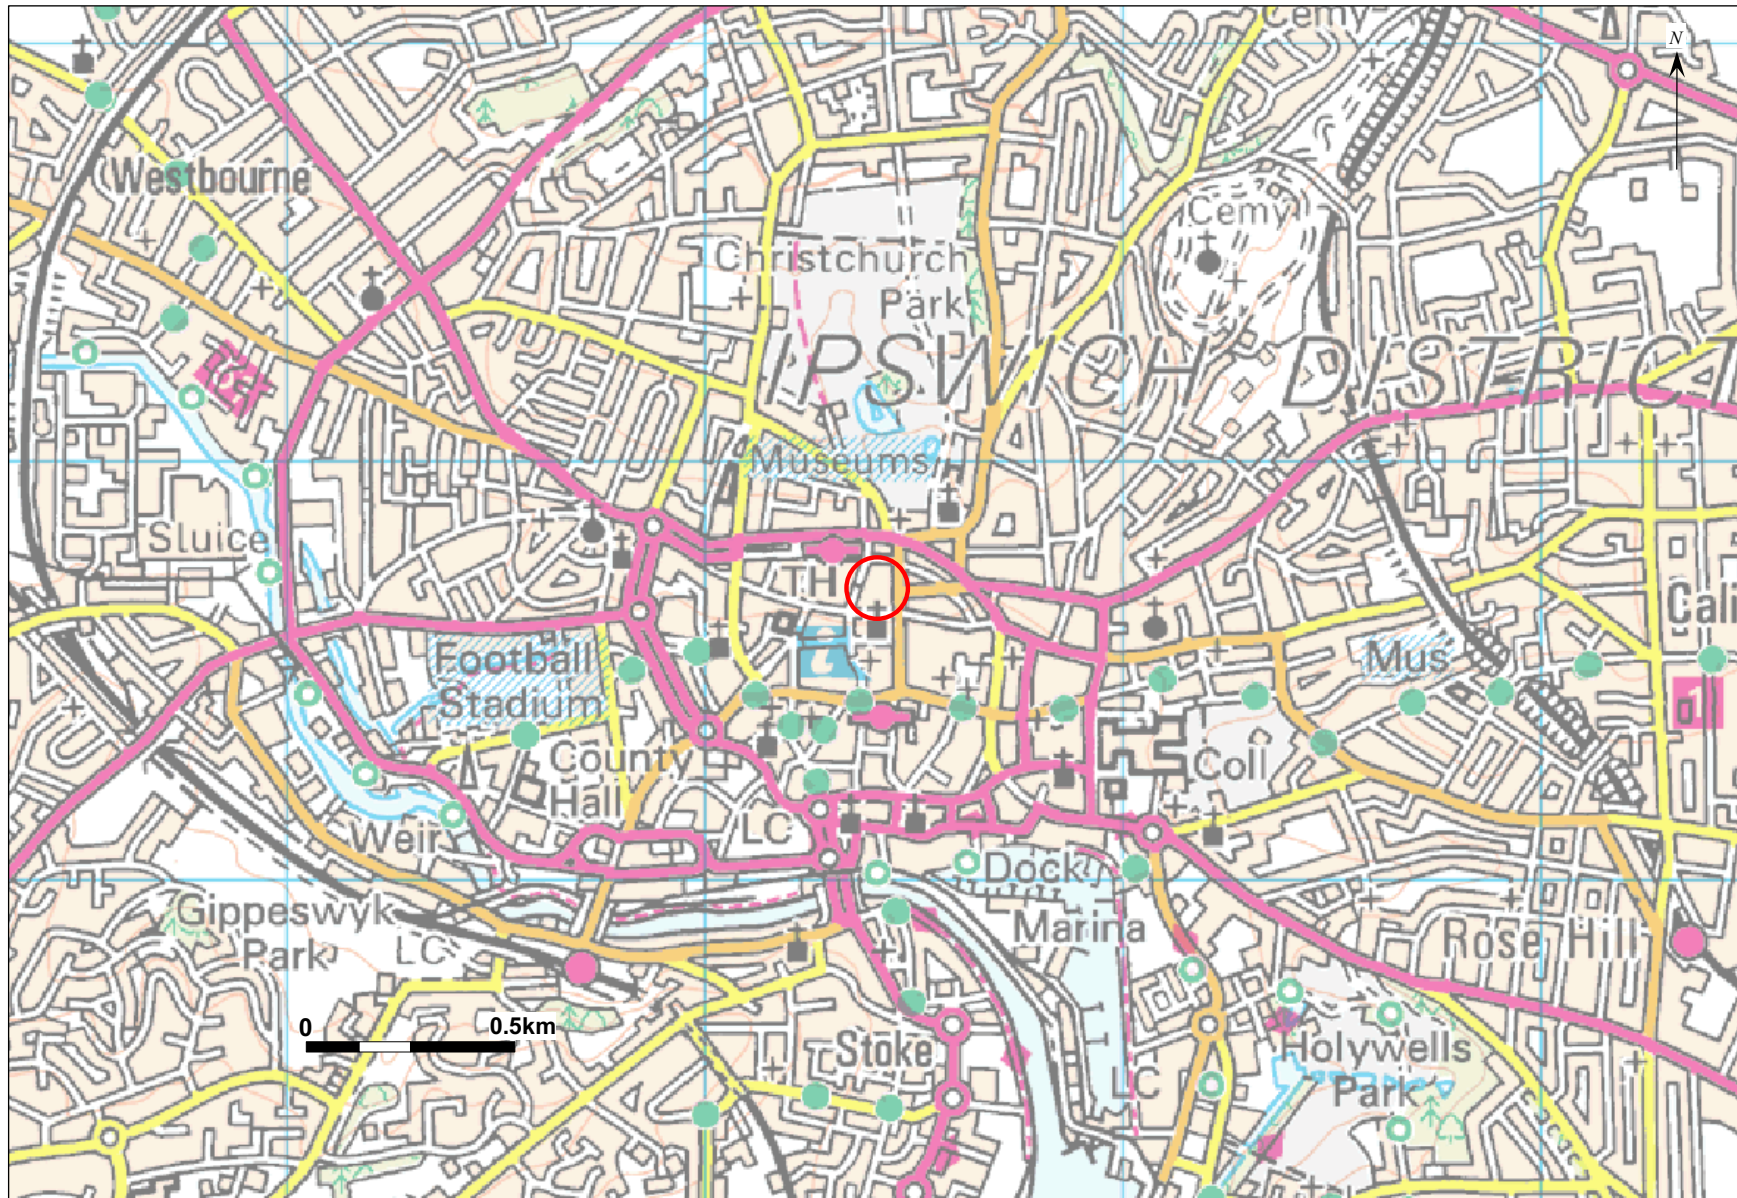 Cemy
N
Westbourne
Cemy
Christchurch
Park
IPSWICH DISTRICT
Museums
Sluice
TH
Cali
Football
Stadium
Mus
County
Hall
Coll
LC
Weir
Dock
Gippeswyk
Park
LC
Marina
Rose Hill
0
0.5km
Stoke
Holywells
Park
LC